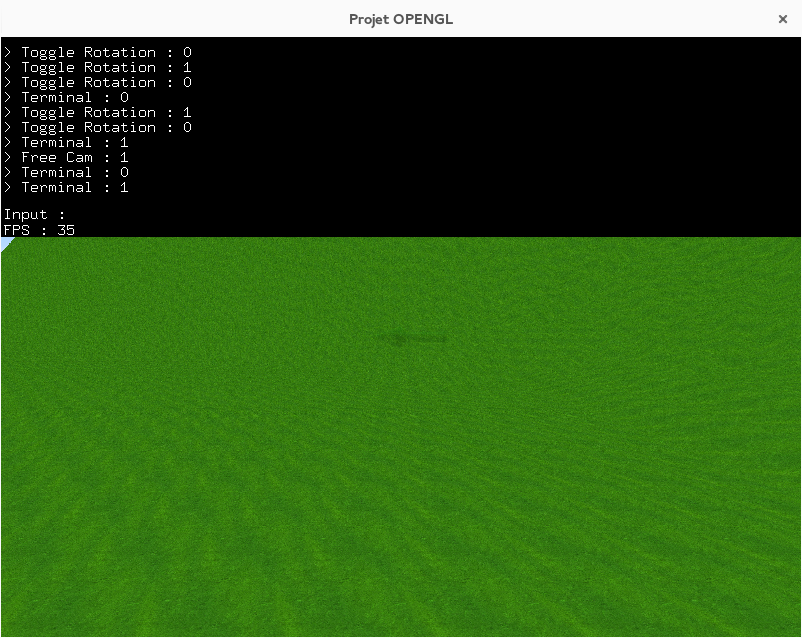 Projet OPENGL
> Toggle Rotation : 0
> Toggle Rotation : 1
> Toggle Rotation : 0
> Terminal : 0
> Toggle Rotation : 1
> Toggle Rotation : 0
> Terminal : 1
> Free Cam : 1
> Terminal : 0
> Terminal : 1
Input :
FPS : 35